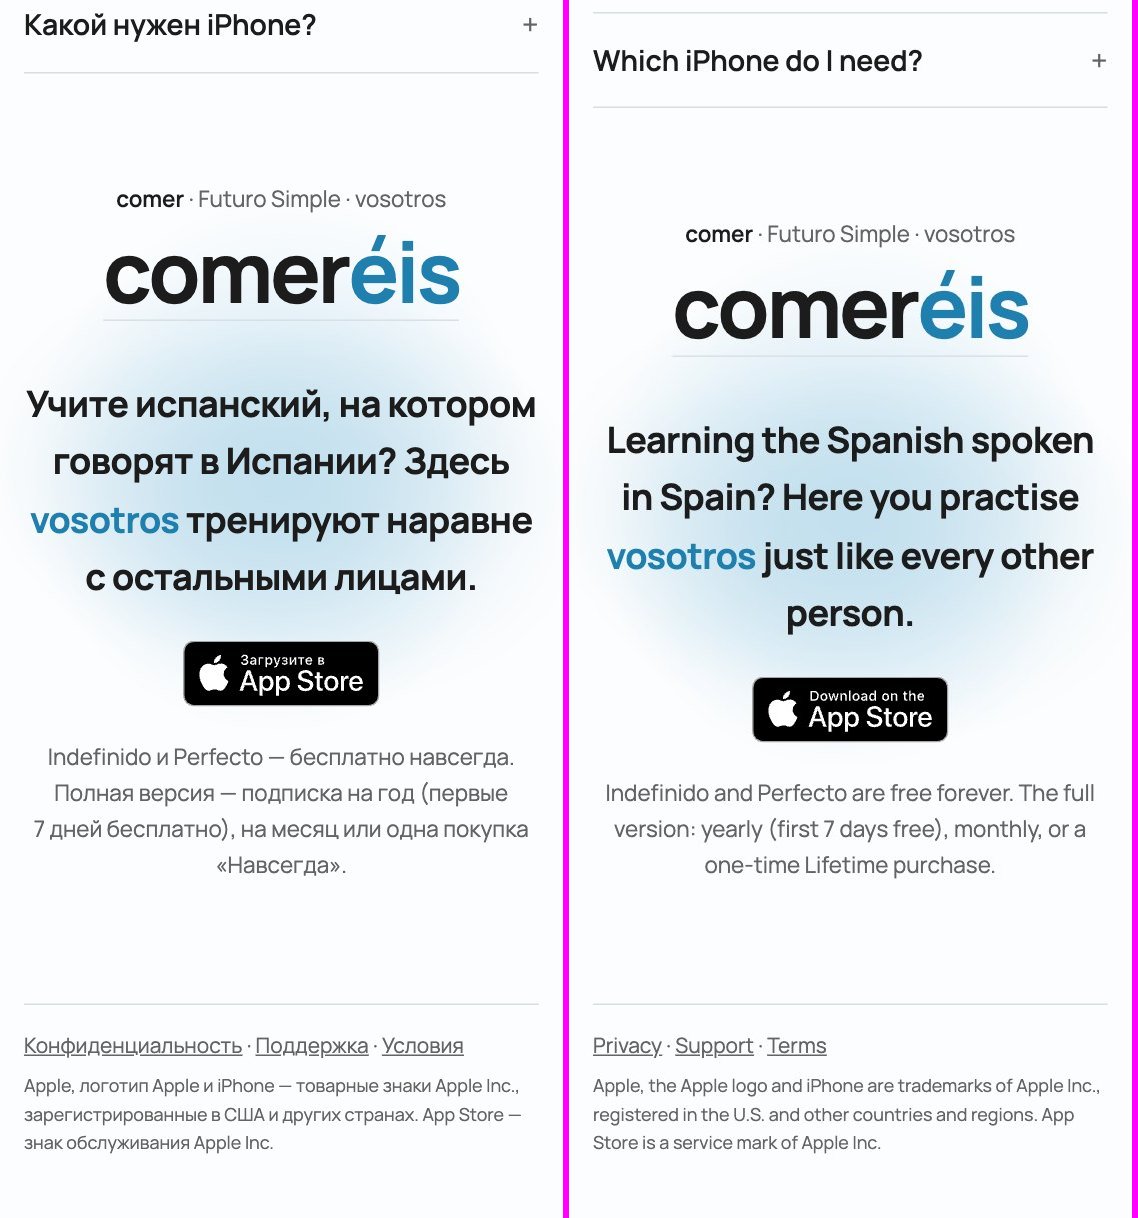 Какой нужен iPhone? +
comer · Futuro Simple · vosotros
comeréis
Учите испанский, на котором
говорят в Испании? Здесь
vosotros тренируют наравне
с остальными лицами.
Загрузите в
App Store
Indefinido и Perfecto — бесплатно навсегда.
Полная версия — подписка на год (первые
7 дней бесплатно), на месяц или одна покупка
«Навсегда».
Конфиденциальность · Поддержка · Условия
Apple, логотип Apple и iPhone — товарные знаки Apple Inc.,
зарегистрированные в США и других странах. App Store —
знак обслуживания Apple Inc.
Which iPhone do I need? +
comer · Futuro Simple · vosotros
comeréis
Learning the Spanish spoken
in Spain? Here you practise
vosotros just like every other
person.
Download on the
App Store
Indefinido and Perfecto are free forever. The full
version: yearly (first 7 days free), monthly, or a
one-time Lifetime purchase.
Privacy · Support · Terms
Apple, the Apple logo and iPhone are trademarks of Apple Inc.,
registered in the U.S. and other countries and regions. App
Store is a service mark of Apple Inc.